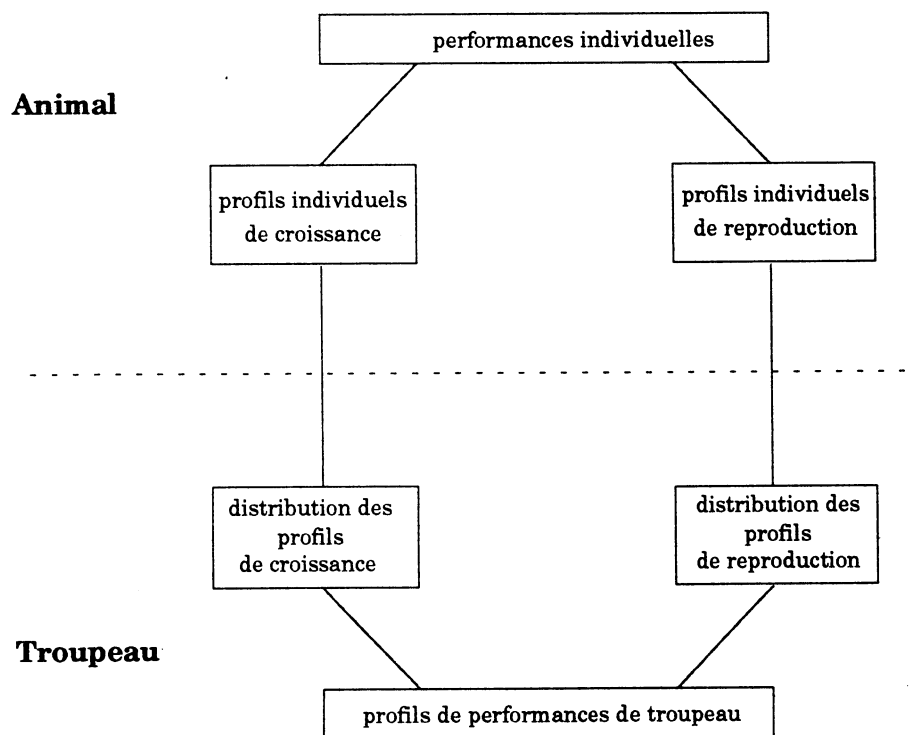 performances individuelles
Animal
profils individuels
de croissance
profils individuels
de reproduction
distribution des
profils
de croissance
distribution des
profils
de reproduction
Troupeau
profils de performances de troupeau